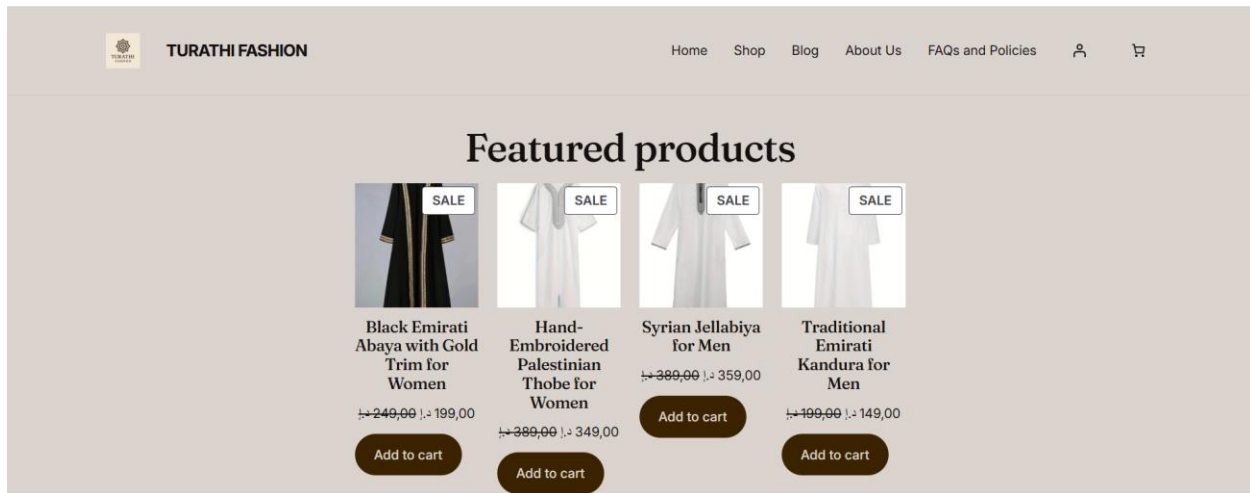 TURATHI
FASHION
TURATHI FASHION
Home
Shop
Blog
About Us
FAQs and Policies
Featured products
SALE
SALE
SALE
SALE
Black Emirati
Abaya with Gold
Trim for
Women
د.إ 249,00 د.إ 199,00
Add to cart
Hand-
Embroidered
Palestinian
Thobe for
Women
د.إ 389,00 د.إ 349,00
Add to cart
Syrian Jellabiya
for Men
د.إ 389,00 د.إ 359,00
Add to cart
Traditional
Emirati
Kandura for
Men
د.إ 199,00 د.إ 149,00
Add to cart